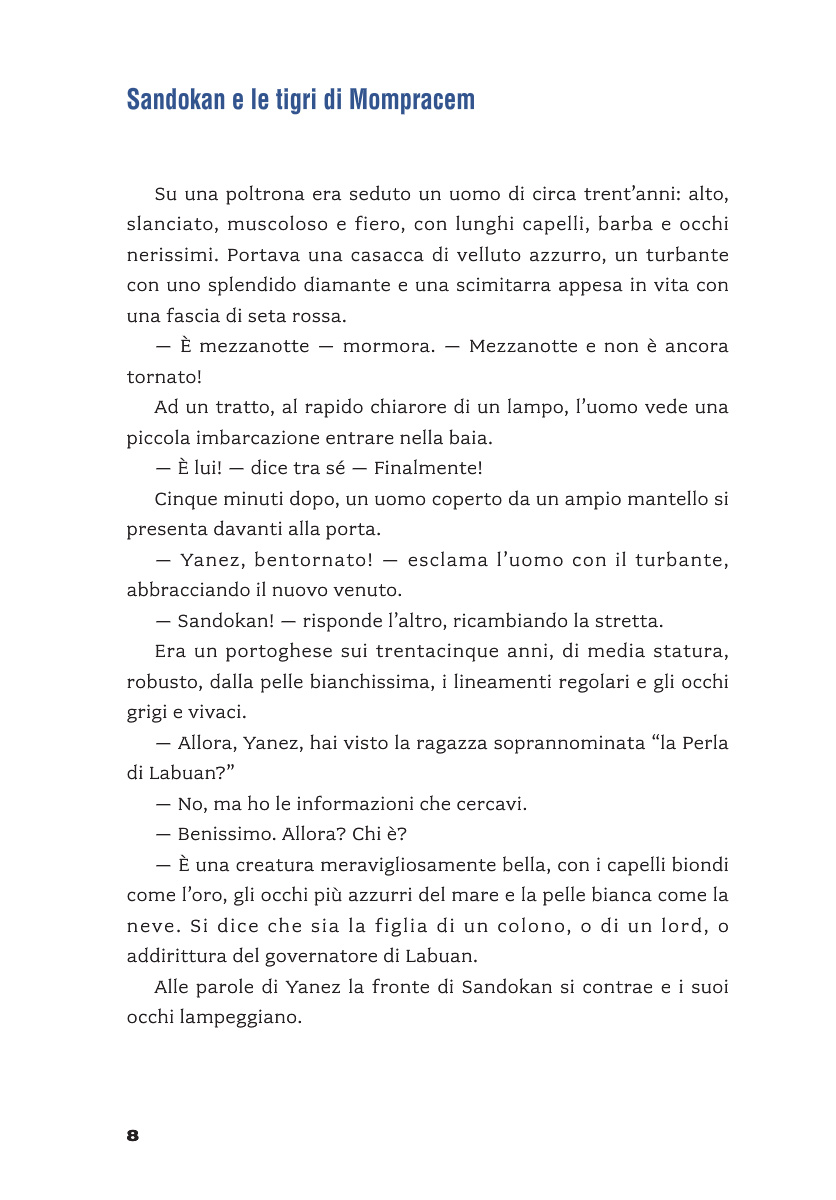 Sandokan e le tigri di Mompracem
Su una poltrona era seduto un uomo di circa trent’anni: alto,
slanciato, muscoloso e fiero, con lunghi capelli, barba e occhi
nerissimi. Portava una casacca di velluto azzurro, un turbante
con uno splendido diamante e una scimitarra appesa in vita con
una fascia di seta rossa.
— È mezzanotte — mormora. — Mezzanotte e non è ancora
tornato!
Ad un tratto, al rapido chiarore di un lampo, l’uomo vede una
piccola imbarcazione entrare nella baia.
— È lui! — dice tra sé — Finalmente!
Cinque minuti dopo, un uomo coperto da un ampio mantello si
presenta davanti alla porta.
— Yanez, bentornato! — esclama l’uomo con il turbante,
abbracciando il nuovo venuto.
— Sandokan! — risponde l’altro, ricambiando la stretta.
Era un portoghese sui trentacinque anni, di media statura,
robusto, dalla pelle bianchissima, i lineamenti regolari e gli occhi
grigi e vivaci.
— Allora, Yanez, hai visto la ragazza soprannominata “la Perla
di Labuan?”
— No, ma ho le informazioni che cercavi.
— Benissimo. Allora? Chi è?
— È una creatura meravigliosamente bella, con i capelli biondi
come l’oro, gli occhi più azzurri del mare e la pelle bianca come la
neve. Si dice che sia la figlia di un colono, o di un lord, o
addirittura del governatore di Labuan.
Alle parole di Yanez la fronte di Sandokan si contrae e i suoi
occhi lampeggiano.
8